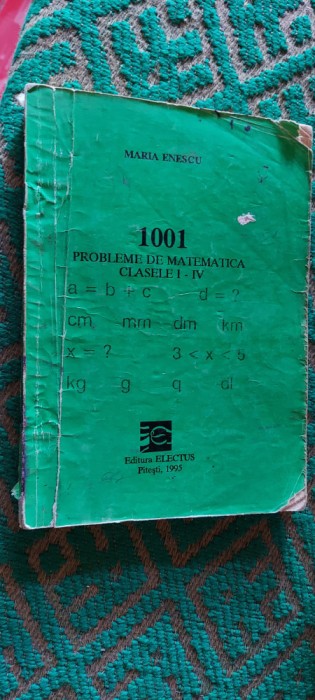 MARIA ENESCU
1001
PROBLEME DE MATEMATICA
CLASELE I - IV
a = b + c d = ?
cm, mm dm km
x = ? 3 < x < 5
kg g q dl
Editura ELECTUS
Piteşti, 1995